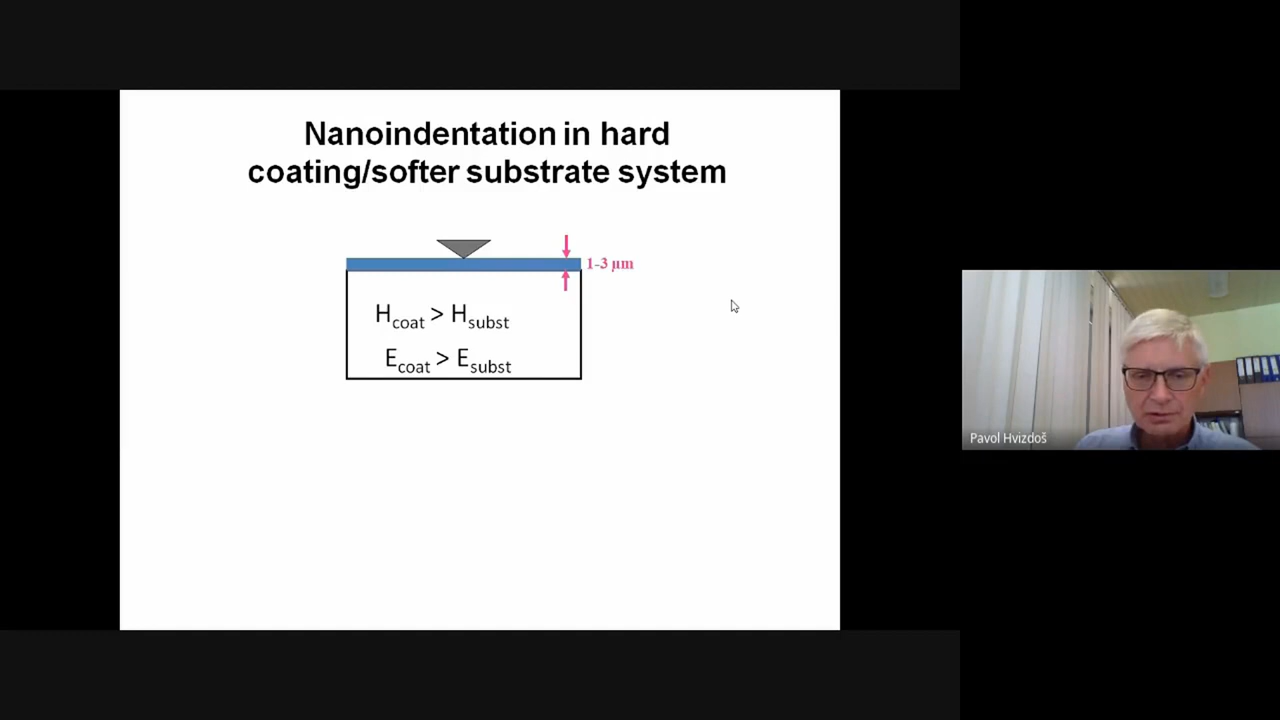 Nanoindentation in hard
coating/softer substrate system
1-3 μm
H_coat > H_subst
E_coat > E_subst
Pavol Hvizdoš